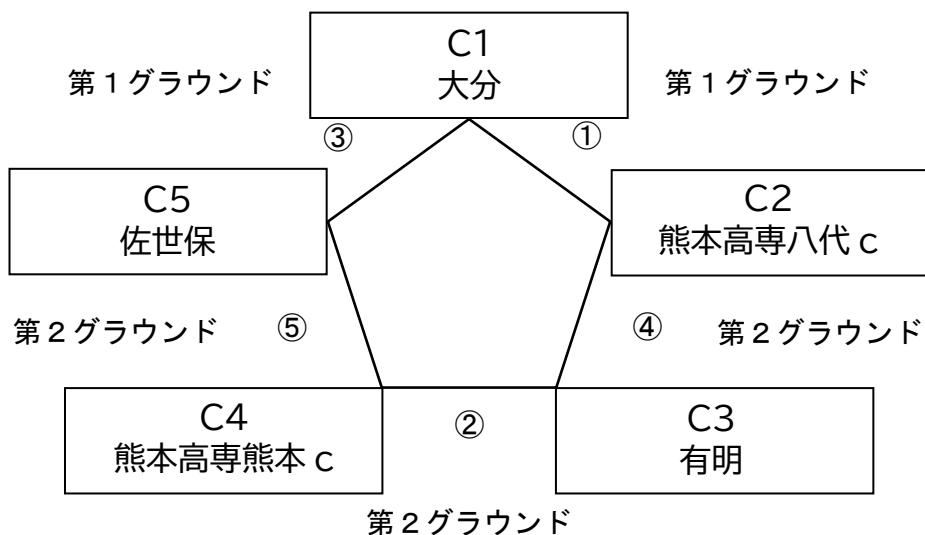 C1
大分
第1グラウンド
第1グラウンド
③
①
C5
佐世保
C2
熊本高専八代c
第2グラウンド
⑤
④
第2グラウンド
C4
熊本高専熊本c
②
C3
有明
第2グラウンド